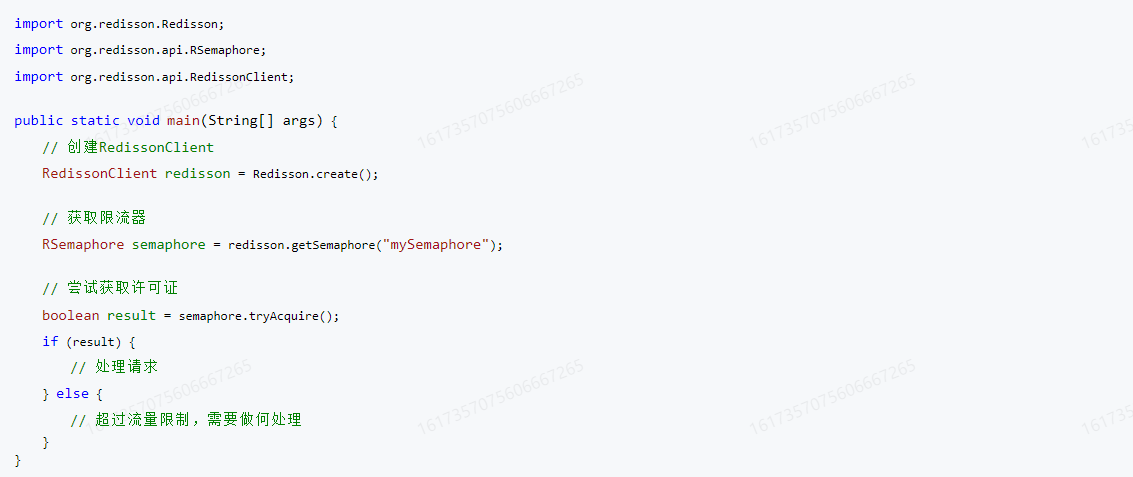 import org.redisson.Redisson;
import org.redisson.api.RSemaphore;
import org.redisson.api.RedissonClient;
public static void main(String[] args) {
// 创建RedissonClient
RedissonClient redisson = Redisson.create();
// 获取限流器
RSemaphore semaphore = redisson.getSemaphore("mySemaphore");
// 尝试获取许可证
boolean result = semaphore.tryAcquire();
if (result) {
// 处理请求
} else {
// 超过流量限制，需要做何处理
}
}
1617357075606667265
1617357075606667265
1617357075606667265
161735
1617357075606667265
1617357075606667265
1617357075606667265
161735